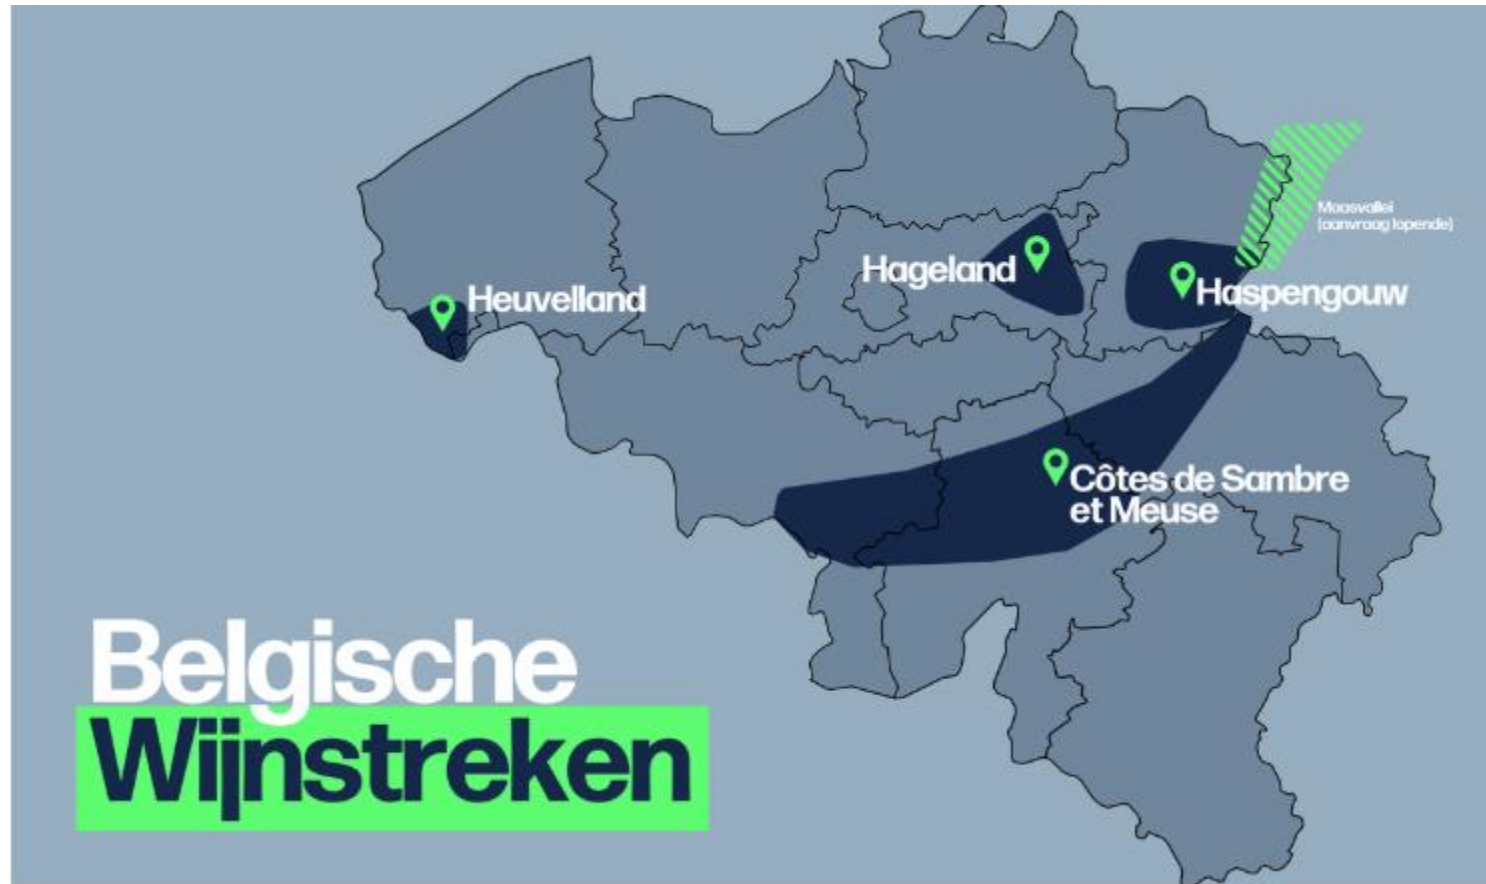 Maasvallei
(aanvraag lopende)
Hageland
Haspengouw
Heuvelland
Côtes de Sambre
et Meuse
Belgische
Wijnstreken